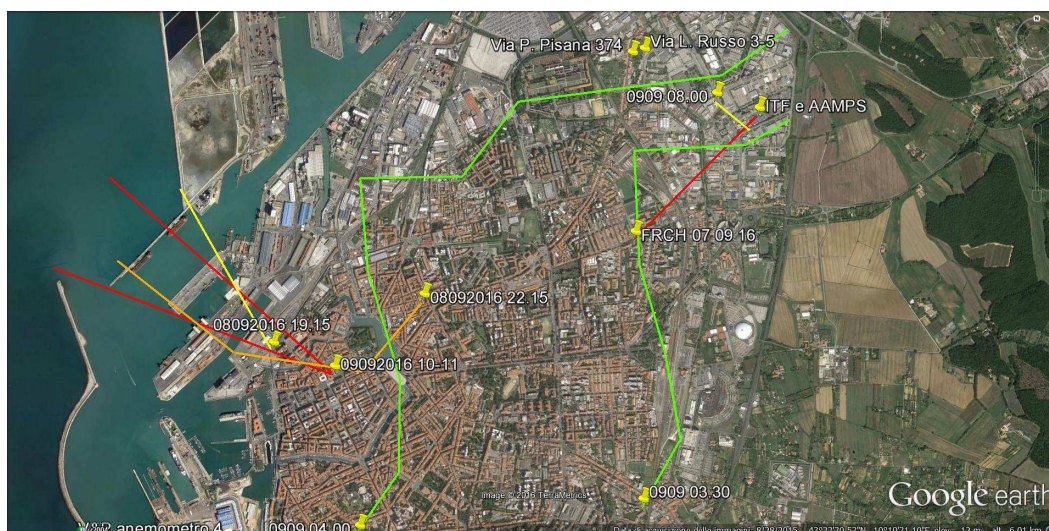 Via P. Pisana 374
Via L. Russo 3-5
0909 08.00
ITF e AAMPS
FRCH 07 09 16
08092016 22.15
08092016 19.15
09092016 10-11
0909 03.30
Image © 2016 TerraMetrics
Google earth
V&P anemometro 4
0909 04.00